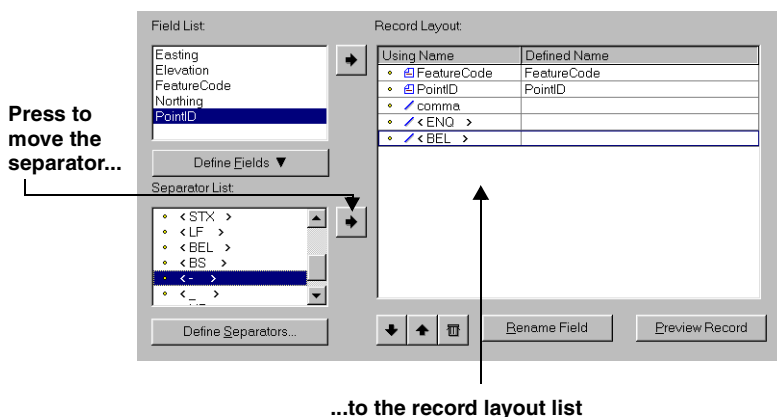 Field List:
Easting
Elevation
FeatureCode
Northing
PointID
Define Fields ▼
Press to
move the
separator...
Separator List:
< STX >
< LF >
< BEL >
< BS >
< - >
< _ >
Define Separators...
Record Layout:
Using Name Defined Name
FeatureCode FeatureCode
PointID PointID
comma
< ENQ >
< BEL >
Rename Field
Preview Record
...to the record layout list